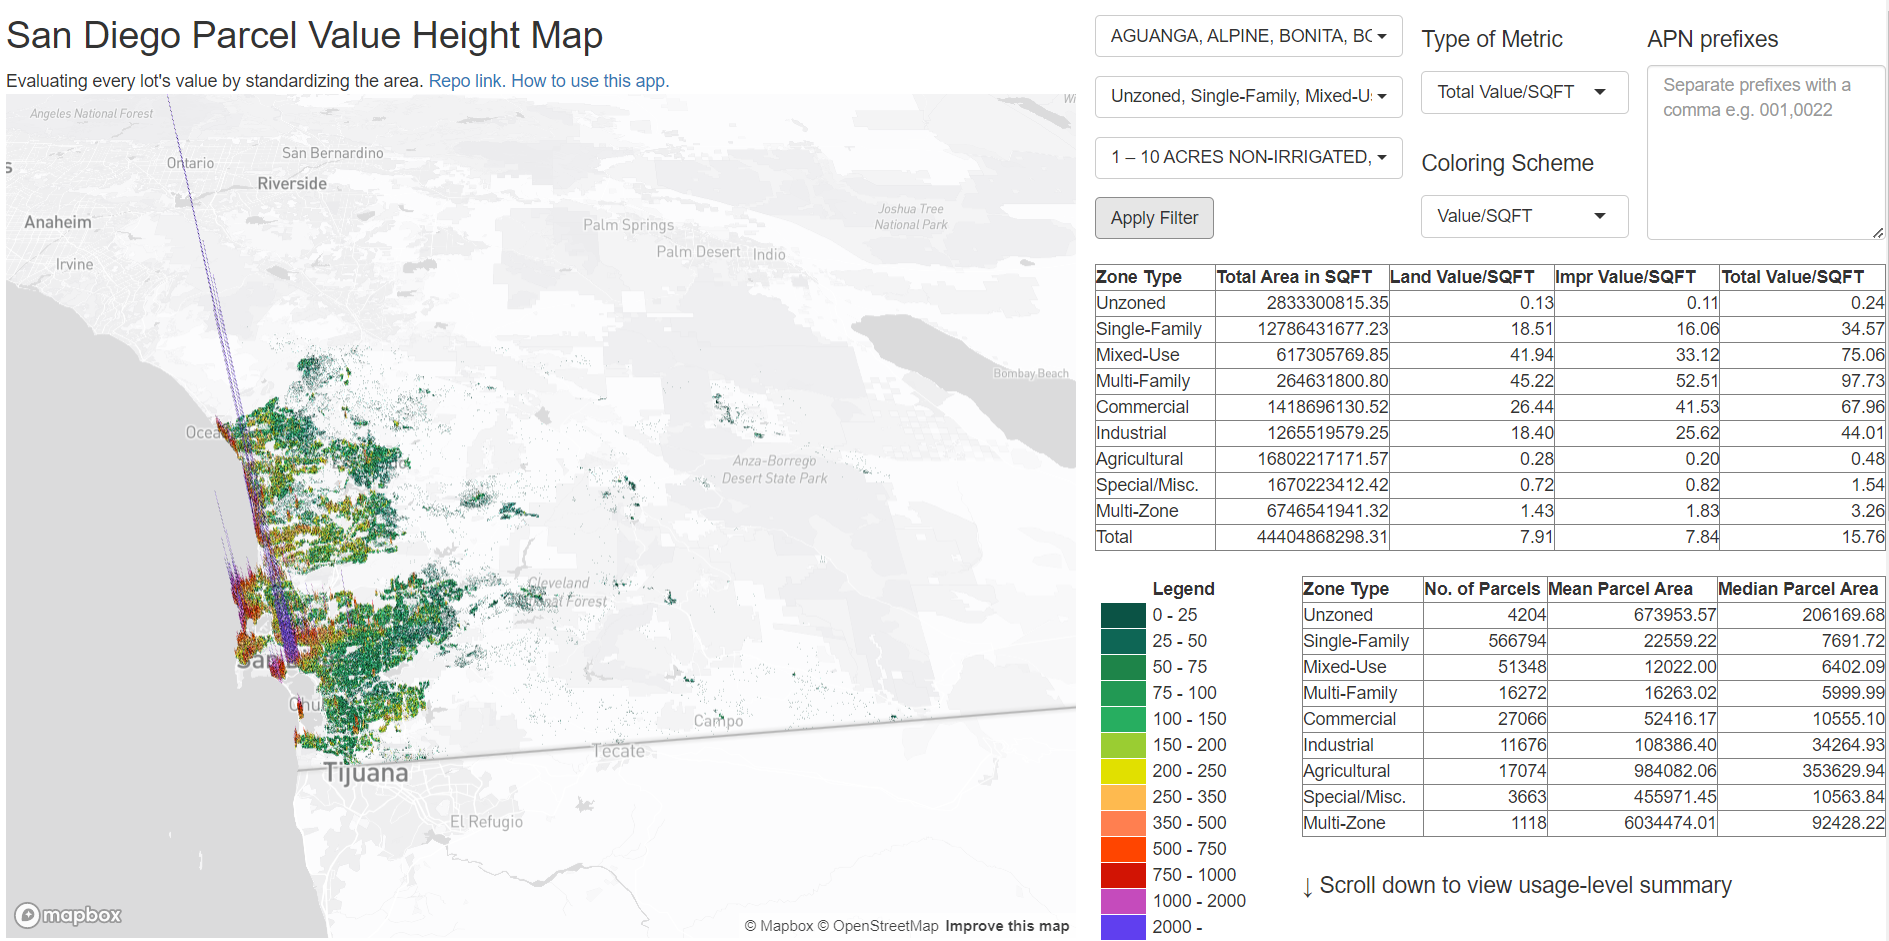 San Diego Parcel Value Height Map
Evaluating every lot's value by standardizing the area. Repo link. How to use this app.
Angeles National Forest
Ontario
San Bernardino
Riverside
Anaheim
Irvine
Palm Springs
Palm Desert
Indio
Joshua Tree
National Park
Bombay Beach
Anza-Borrego
Desert State Park
Cleveland
Campo
Tecate
Tijuana
El Refugio
mapbox
© Mapbox © OpenStreetMap Improve this map
AGUANGA, ALPINE, BONITA, BO
Unzoned, Single-Family, Mixed-U
1 – 10 ACRES NON-IRRIGATED,
Apply Filter
Type of Metric
Total Value/SQFT
Coloring Scheme
Value/SQFT
APN prefixes
Separate prefixes with a
comma e.g. 001,0022
Zone Type Total Area in SQFT Land Value/SQFT Impr Value/SQFT Total Value/SQFT
Unzoned 2833300815.35 0.13 0.11 0.24
Single-Family 12786431677.23 18.51 16.06 34.57
Mixed-Use 617305769.85 41.94 33.12 75.06
Multi-Family 264631800.80 45.22 52.51 97.73
Commercial 1418696130.52 26.44 41.53 67.96
Industrial 1265519579.25 18.40 25.62 44.01
Agricultural 16802217171.57 0.28 0.20 0.48
Special/Misc. 1670223412.42 0.72 0.82 1.54
Multi-Zone 6746541941.32 1.43 1.83 3.26
Total 44404868298.31 7.91 7.84 15.76
Legend
0 - 25
25 - 50
50 - 75
75 - 100
100 - 150
150 - 200
200 - 250
250 - 350
350 - 500
500 - 750
750 - 1000
1000 - 2000
2000 -
Zone Type No. of Parcels Mean Parcel Area Median Parcel Area
Unzoned 4204 673953.57 206169.68
Single-Family 566794 22559.22 7691.72
Mixed-Use 51348 12022.00 6402.09
Multi-Family 16272 16263.02 5999.99
Commercial 27066 52416.17 10555.10
Industrial 11676 108386.40 34264.93
Agricultural 17074 984082.06 353629.94
Special/Misc. 3663 455971.45 10563.84
Multi-Zone 1118 6034474.01 92428.22
↓ Scroll down to view usage-level summary